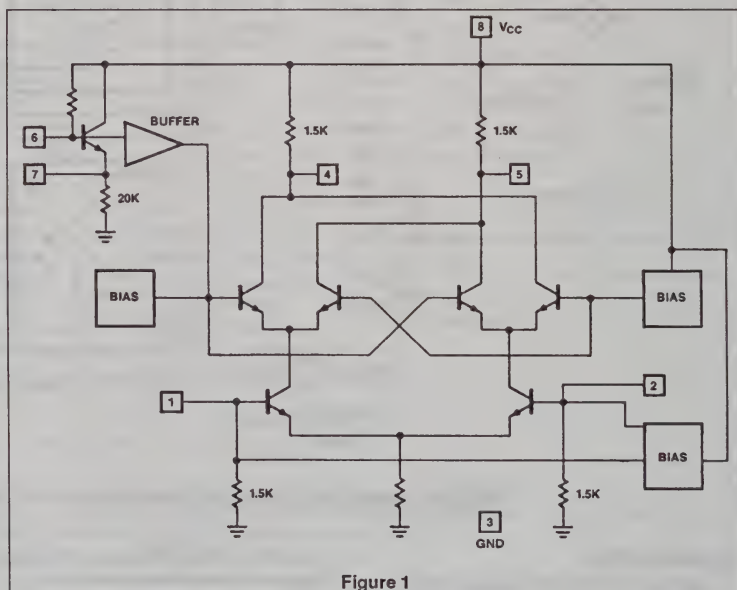 8 VCC
BUFFER
6
1.5K
1.5K
7
4
5
20K
BIAS
BIAS
1
2
BIAS
1.5K
1.5K
3
GND
Figure 1